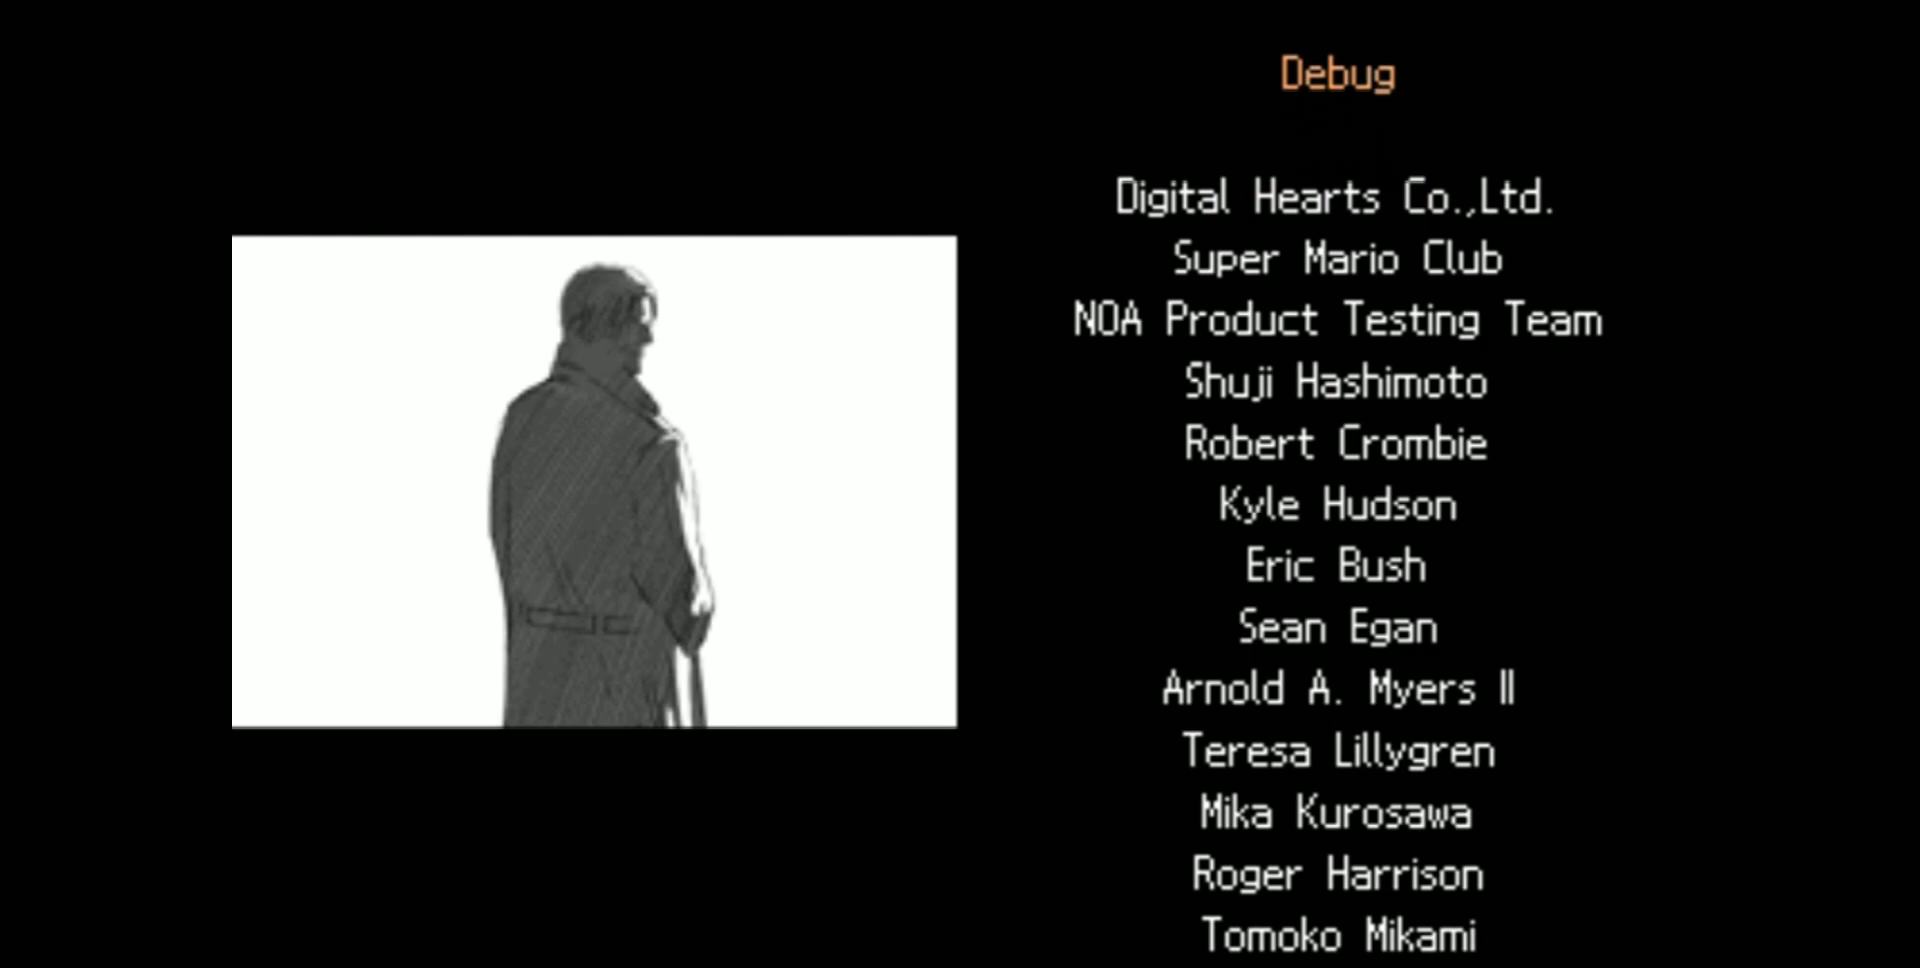 Debug
Digital Hearts Co.,Ltd.
Super Mario Club
NOA Product Testing Team
Shuji Hashimoto
Robert Crombie
Kyle Hudson
Eric Bush
Sean Egan
Arnold A. Myers II
Teresa Lillygren
Mika Kurosawa
Roger Harrison
Tomoko Mikami